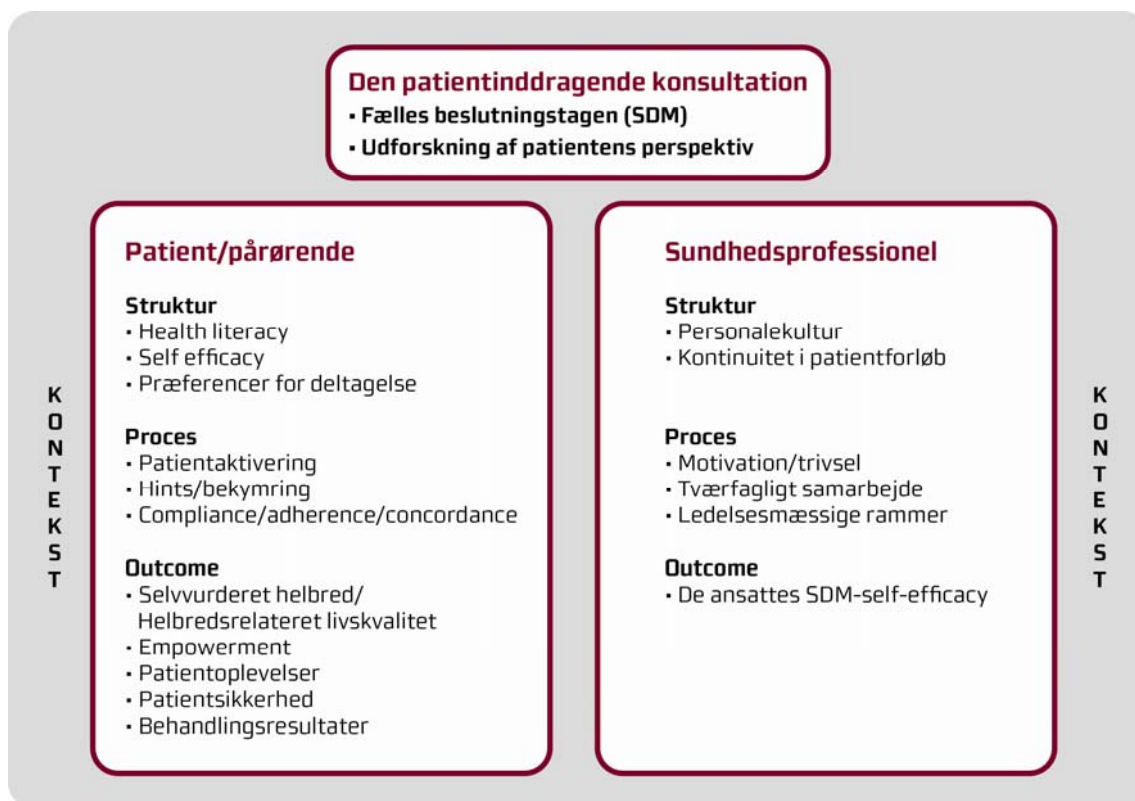 Den patientinddragende konsultation
• Fælles beslutningstagen (SDM)
• Udforskning af patientens perspektiv
Patient/pårørende
Struktur
• Health literacy
• Self efficacy
• Præferencer for deltagelse
Proces
• Patientaktivering
• Hints/bekymring
• Compliance/adherence/concordance
Outcome
• Selvvurderet helbred/
Helbredsrelateret livskvalitet
• Empowerment
• Patientoplevelser
• Patientsikkerhed
• Behandlingsresultater
Sundhedsprofessionel
Struktur
• Personalekultur
• Kontinuitet i patientforløb
Proces
• Motivation/trivsel
• Tværfagligt samarbejde
• Ledelsesmæssige rammer
Outcome
• De ansattes SDM-self-efficacy
KONTEKST
KONTEKST